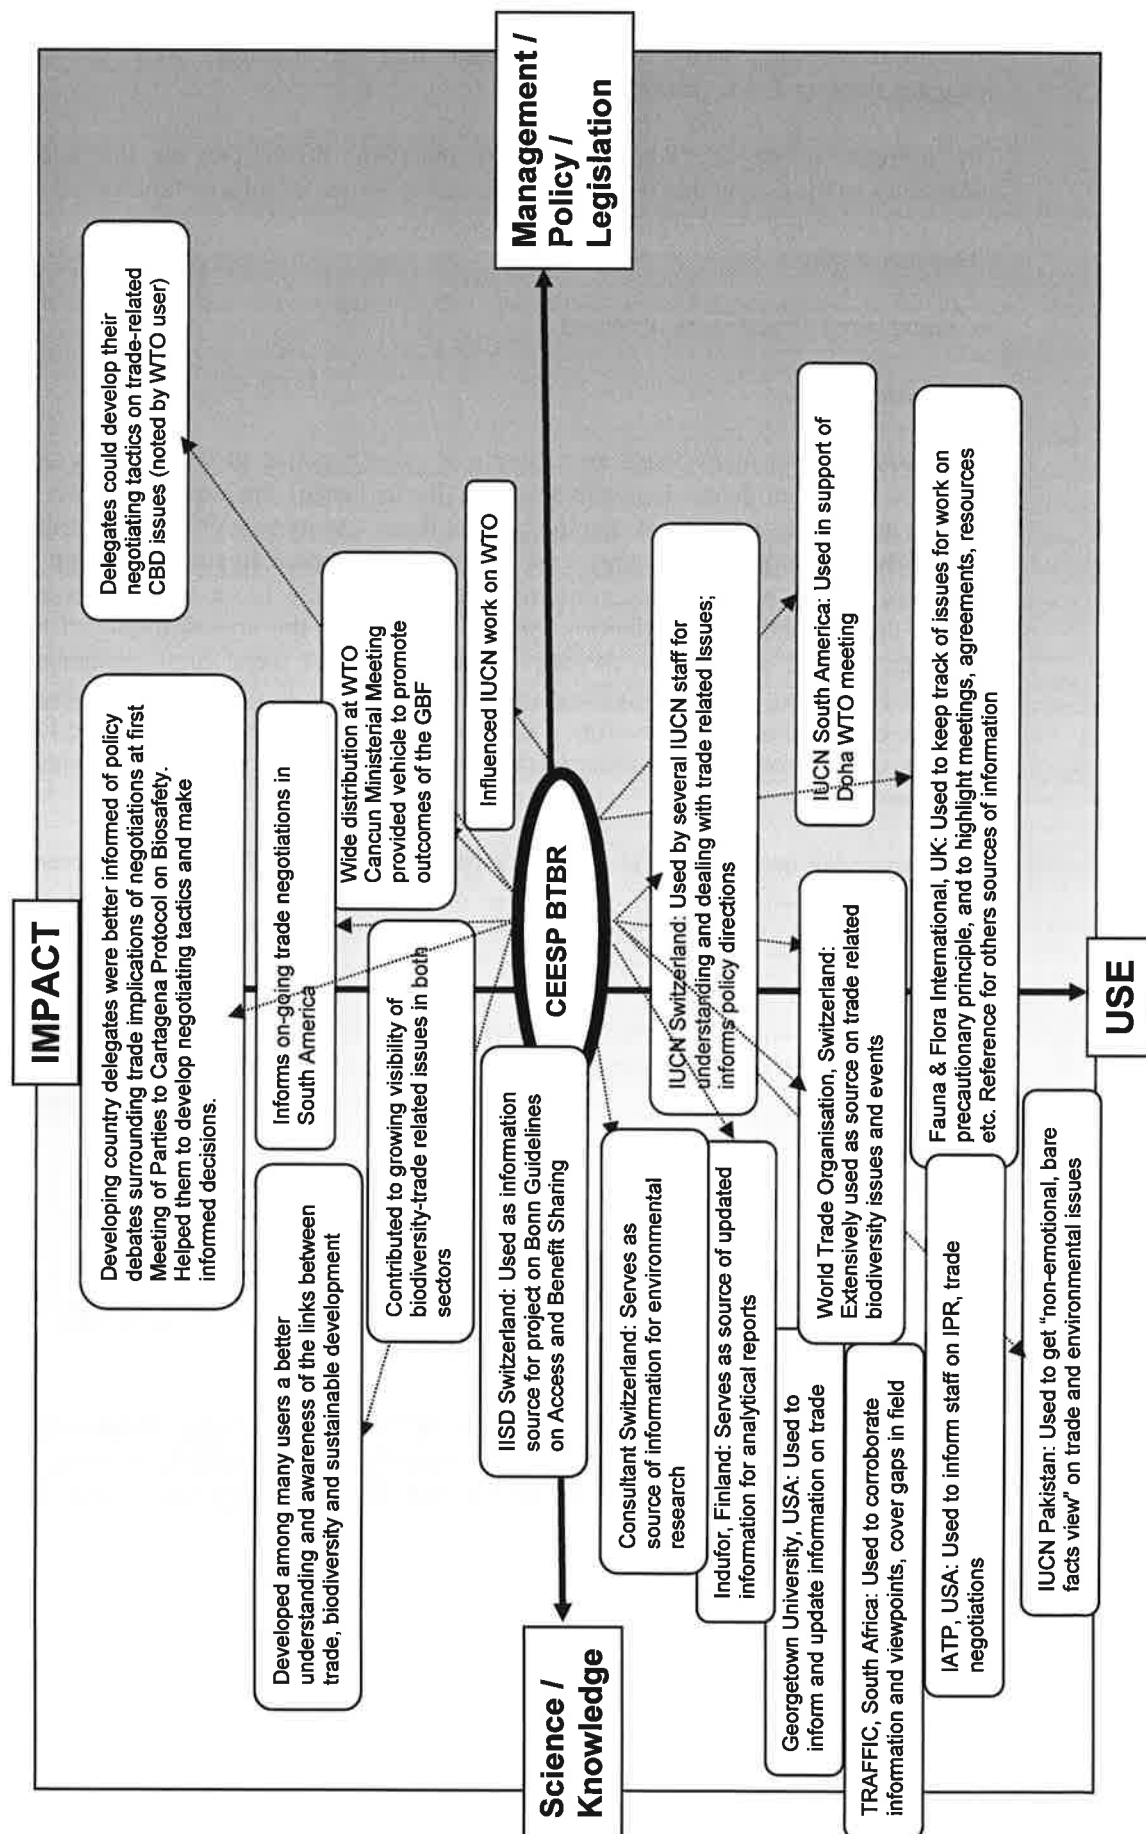 IMPACT
Developing country delegates were better informed of policy
debates surrounding trade implications of negotiations at first
Meeting of Parties to Cartagena Protocol on Biosafety.
Helped them to develop negotiating tactics and make
informed decisions.
Delegates could develop their
negotiating tactics on trade-related
CBD issues (noted by WTO user)
Developed among many users a better
understanding and awareness of the links between
trade, biodiversity and sustainable development
Informs on-going trade negotiations in
South America
Wide distribution at WTO
Cancun Ministerial Meeting
provided vehicle to promote
outcomes of the GBF
Contributed to growing visibility of
biodiversity-trade related issues in both
sectors
Influenced IUCN work on WTO
Science /
Knowledge
IISD Switzerland: Used as information
source for project on Bonn Guidelines
on Access and Benefit Sharing
CEESP BTBR
Management /
Policy /
Legislation
Consultant Switzerland: Serves as
source of information for environmental
research
IUCN Switzerland: Used by several IUCN staff for
understanding and dealing with trade related Issues;
informs policy directions
Indufor, Finland: Serves as source of updated
information for analytical reports
Georgetown University, USA: Used to
inform and update information on trade
World Trade Organisation, Switzerland:
Extensively used as source on trade related
biodiversity issues and events
IUCN South America: Used in support of
Doha WTO meeting
TRAFFIC, South Africa: Used to corroborate
information and viewpoints, cover gaps in field
Fauna & Flora International, UK: Used to keep track of issues for work on
precautionary principle, and to highlight meetings, agreements, resources
etc. Reference for others sources of information
IATP, USA: Used to inform staff on IPR, trade
negotiations
IUCN Pakistan: Used to get “non-emotional, bare
facts view” on trade and environmental issues
USE